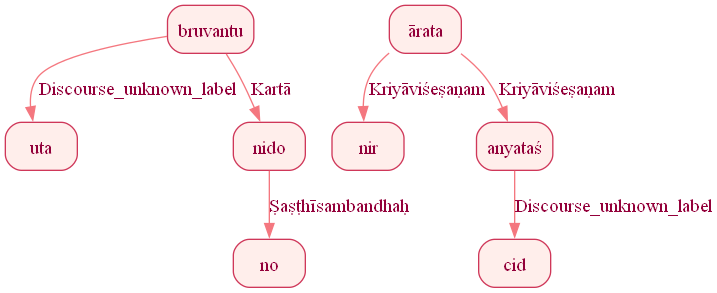 bruvantu ārata
Discourse_unknown_label Kartā Kriyāviśeṣaṇam Kriyāviśeṣaṇam
uta nido nir anyataś
Ṣaṣṭhīsambandhaḥ Discourse_unknown_label
no cid